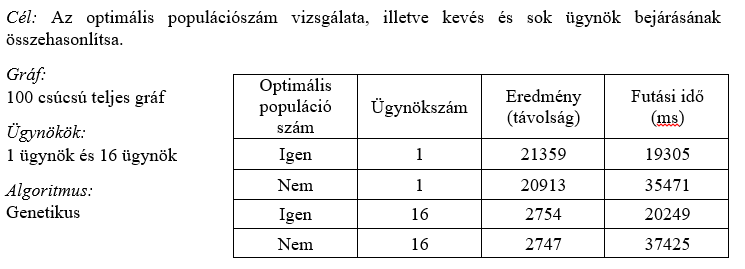 Cél: Az optimális populációszám vizsgálata, illetve kevés és sok ügynök bejárásának
összehasonlítsa.
Gráf:
100 csúcsú teljes gráf
Ügynökök:
1 ügynök és 16 ügynök
Algoritmus:
Genetikus
Optimális
populáció
szám
Ügynökszám
Eredmény
(távolság)
Futási idő
(ms)
Igen 1 21359 19305
Nem 1 20913 35471
Igen 16 2754 20249
Nem 16 2747 37425